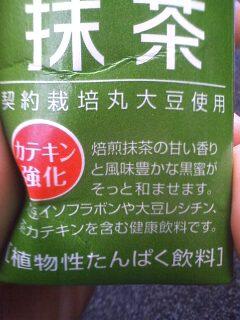 抹茶
契約栽培丸大豆使用
カテキン
強化
焙煎抹茶の甘い香り
と風味豊かな黒蜜が
そっと和ませます。
イソフラボンや大豆レシチン、
カテキンを含む健康飲料です。
[植物性たんぱく飲料]